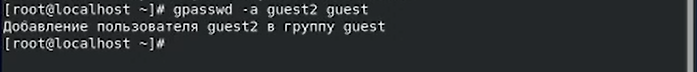 [root@localhost ~]# gpasswd -a guest2 guest
Добавление пользователя guest2 в группу guest
[root@localhost ~]#